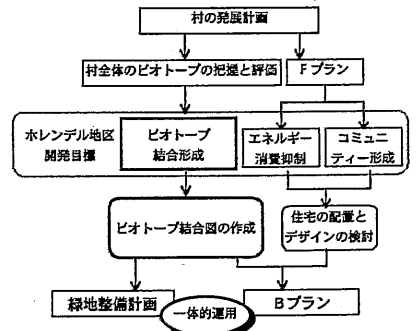 村の発展計画
村全体のビオトープの把握と評価
Fプラン
ホレンデル地区
開発目標
ビオトープ
結合形成
エネルギー
消費抑制
コミュニ
ティー形成
ビオトープ結合図の作成
住宅の配置と
デザインの検討
緑地整備計画
一体的運用
Bプラン